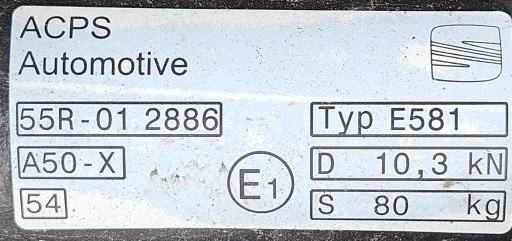 ACPS
Automotive
55R-01 2886
Typ E581
A50-X
E1
D 10,3 kN
54
S 80 kg